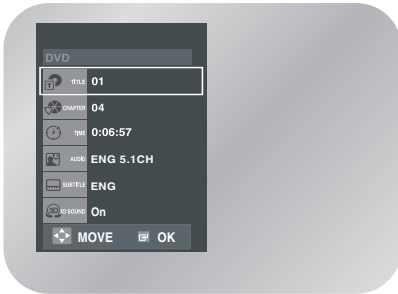 DVD
TITLE 01
CHAPTER 04
TIME 0:06:57
AUDIO ENG 5.1CH
SUBTITLE ENG
3D SOUND On
MOVE OK